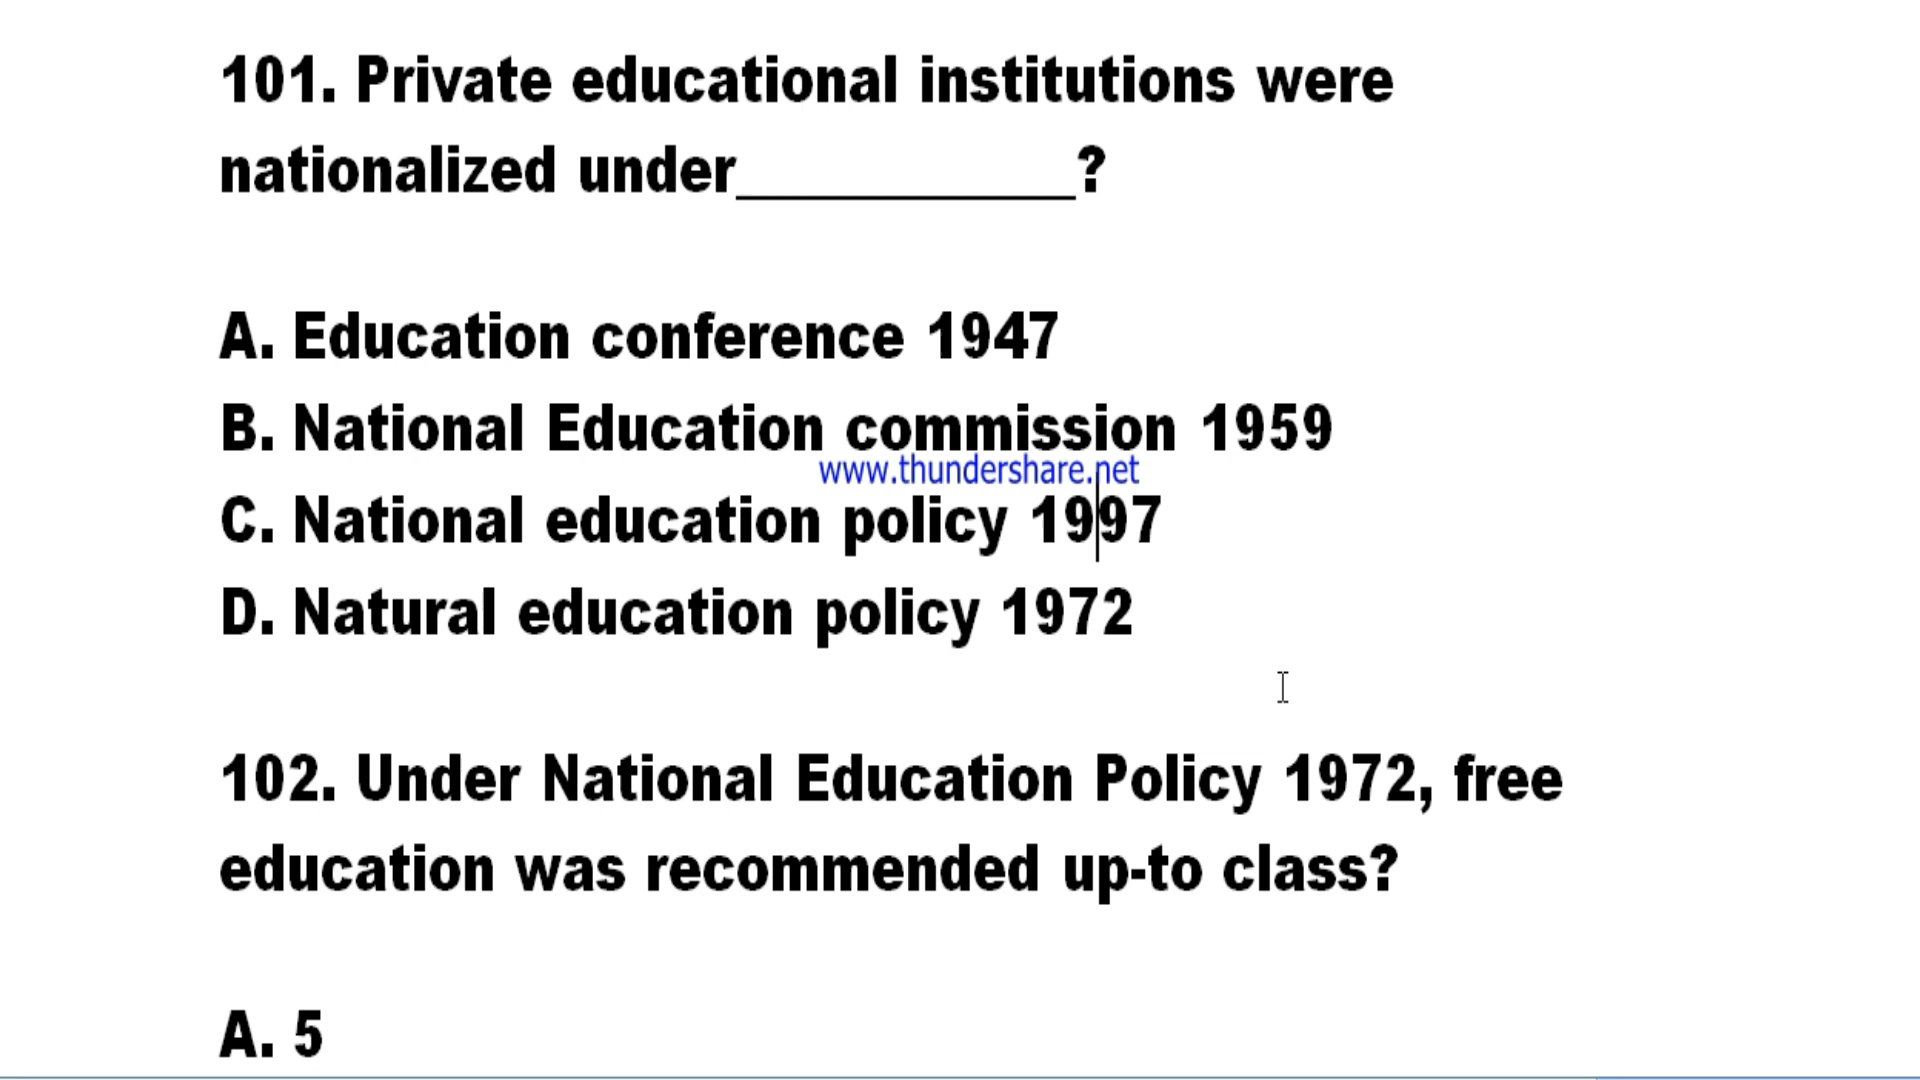 101. Private educational institutions were
nationalized under____________?
A. Education conference 1947
B. National Education commission 1959
www.thundershare.net
C. National education policy 1997
D. Natural education policy 1972
102. Under National Education Policy 1972, free
education was recommended up-to class?
A. 5